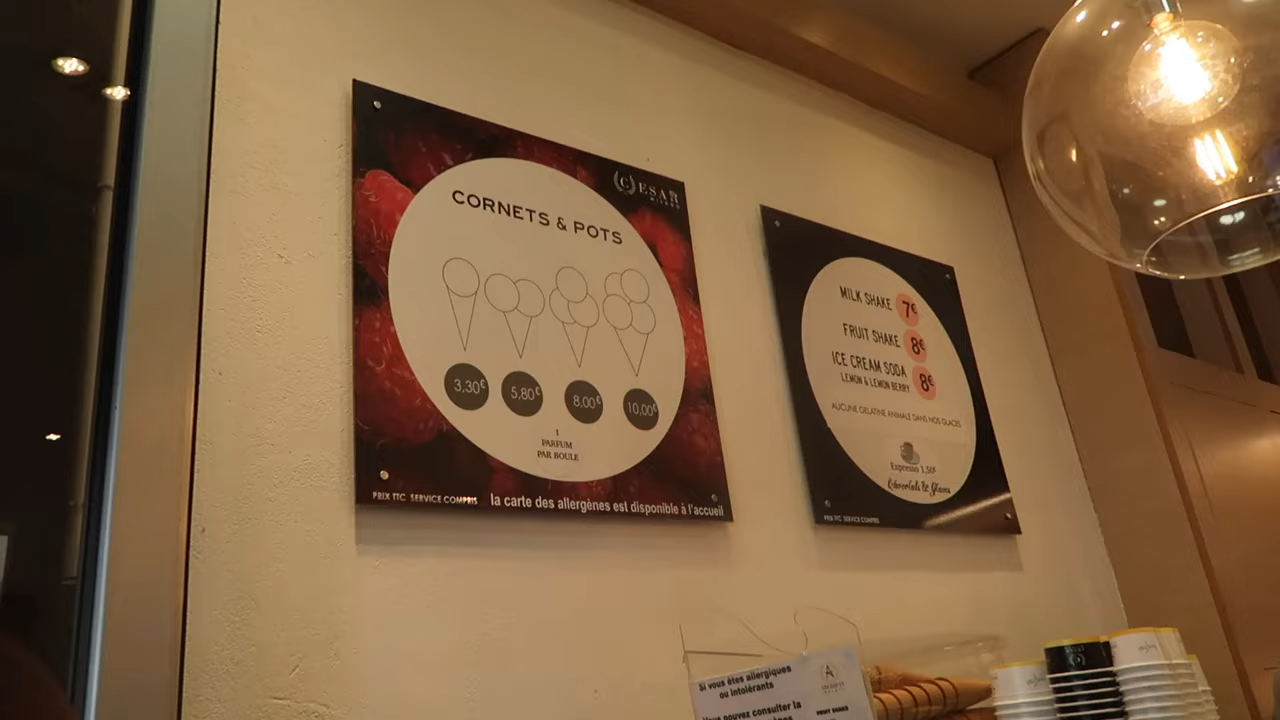 CESAR
CORNETS & POTS
3,30€ 5,80€ 8,00€ 10,00€
1
PARFUM
PAR BOULE
PRIX TTC SERVICE COMPRIS la carte des allergènes est disponible à l'accueil
MILK SHAKE 7€
FRUIT SHAKE 8€
ICE CREAM SODA 8€
LEMON & LEMON BERRY
AUCUNE GELATINE ANIMALE DANS NOS GLACES
Espresso 1,50€
PRIX TTC SERVICE COMPRIS
Si vous êtes allergiques
ou intolérants
Vous pouvez consulter la
FRUIT SHAKE